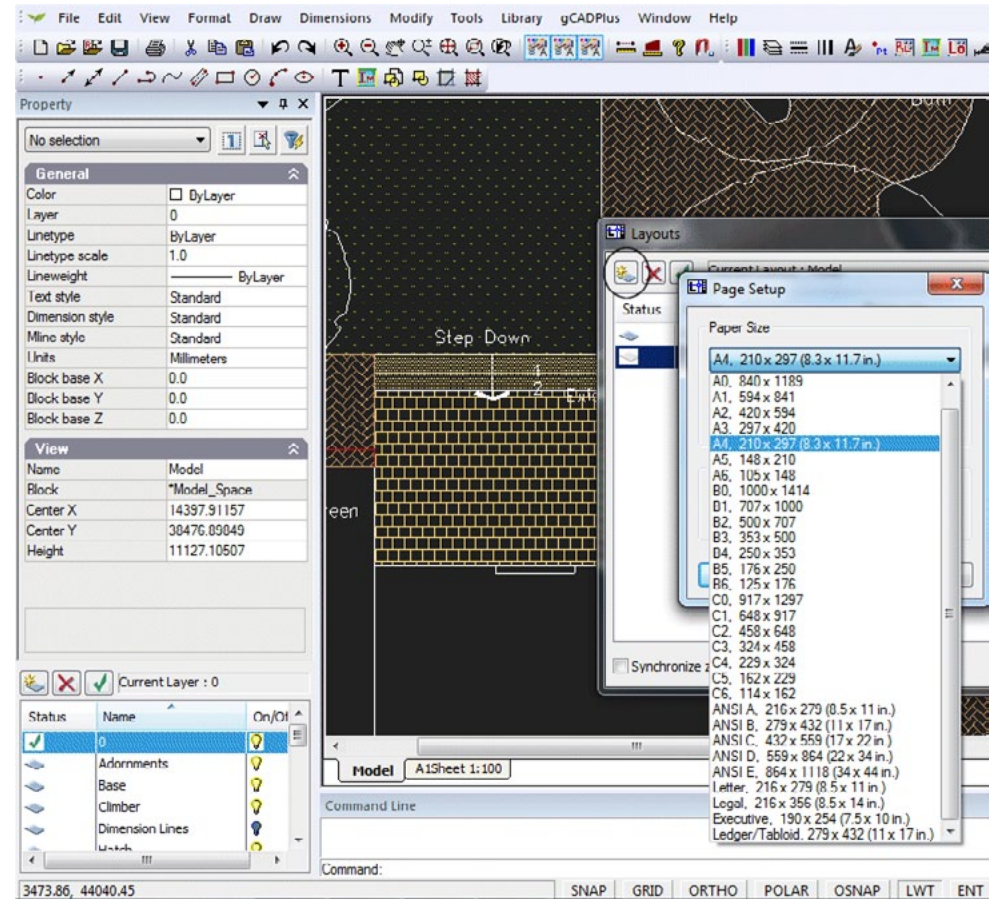 File Edit View Format Draw Dimensions Modify Tools Library gCADPlus Window Help
Property
No selection
General
Color ByLayer
Layer 0
Linetype ByLayer
Linetype scale 1.0
Lineweight ByLayer
Text style Standard
Dimension style Standard
Mline style Standard
Units Millimeters
Block base X 0.0
Block base Y 0.0
Block base Z 0.0
View
Name Model
Block *Model_Space
Center X 14397.91157
Center Y 38476.89849
Height 11127.10507
Current Layer : 0
Status Name On/Of
0
Adornments
Base
Climber
Dimension Lines
Hatch
Step Down
1
2
een
Layouts
Current Layout : Model
Status
Synchronize z
Page Setup
Paper Size
A4, 210 x 297 (8.3 x 11.7 in.)
A0, 840 x 1189
A1, 594 x 841
A2, 420 x 594
A3, 297 x 420
A4, 210 x 297 (8.3 x 11.7 in.)
A5, 148 x 210
A6, 105 x 148
B0, 1000 x 1414
B1, 707 x 1000
B2, 500 x 707
B3, 353 x 500
B4, 250 x 353
B5, 176 x 250
B6, 125 x 176
C0, 917 x 1297
C1, 648 x 917
C2, 458 x 648
C3, 324 x 458
C4, 229 x 324
C5, 162 x 229
C6, 114 x 162
ANSI A, 216 x 279 (8.5 x 11 in.)
ANSI B, 279 x 432 (11 x 17 in.)
ANSI C, 432 x 559 (17 x 22 in.)
ANSI D, 559 x 864 (22 x 34 in.)
ANSI E, 864 x 1118 (34 x 44 in.)
Letter, 216 x 279 (8.5 x 11 in.)
Legal, 216 x 356 (8.5 x 14 in.)
Executive, 190 x 254 (7.5 x 10 in.)
Ledger/Tabloid, 279 x 432 (11 x 17 in.)
Model A1Sheet 1:100
Command Line
Command:
3473.86, 44040.45 SNAP GRID ORTHO POLAR OSNAP LWT ENT